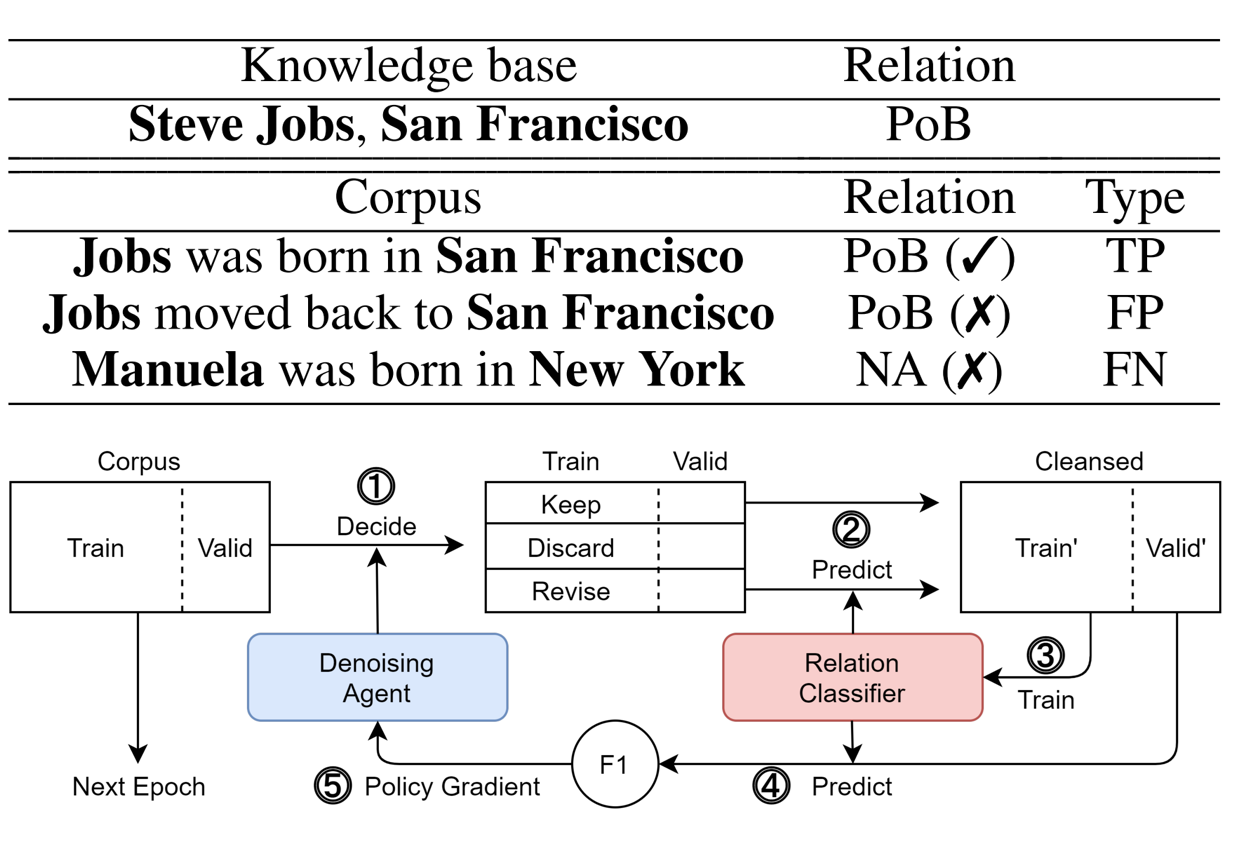 Knowledge base Relation
Steve Jobs, San Francisco PoB
Corpus Relation Type
Jobs was born in San Francisco PoB (✓) TP
Jobs moved back to San Francisco PoB (✗) FP
Manuela was born in New York NA (✗) FN
Corpus
Train
Valid
①
Decide
Train Valid
Keep
Discard
Revise
②
Predict
Cleansed
Train'
Valid'
Denoising
Agent
Relation
Classifier
③
Train
Next Epoch
⑤ Policy Gradient
F1
④ Predict